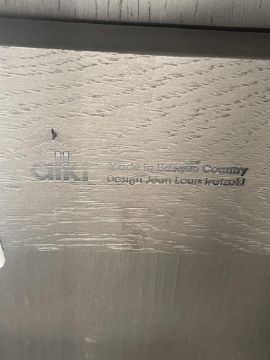 alki
Made in Basque Country
Design Jean Louis Iratzoki